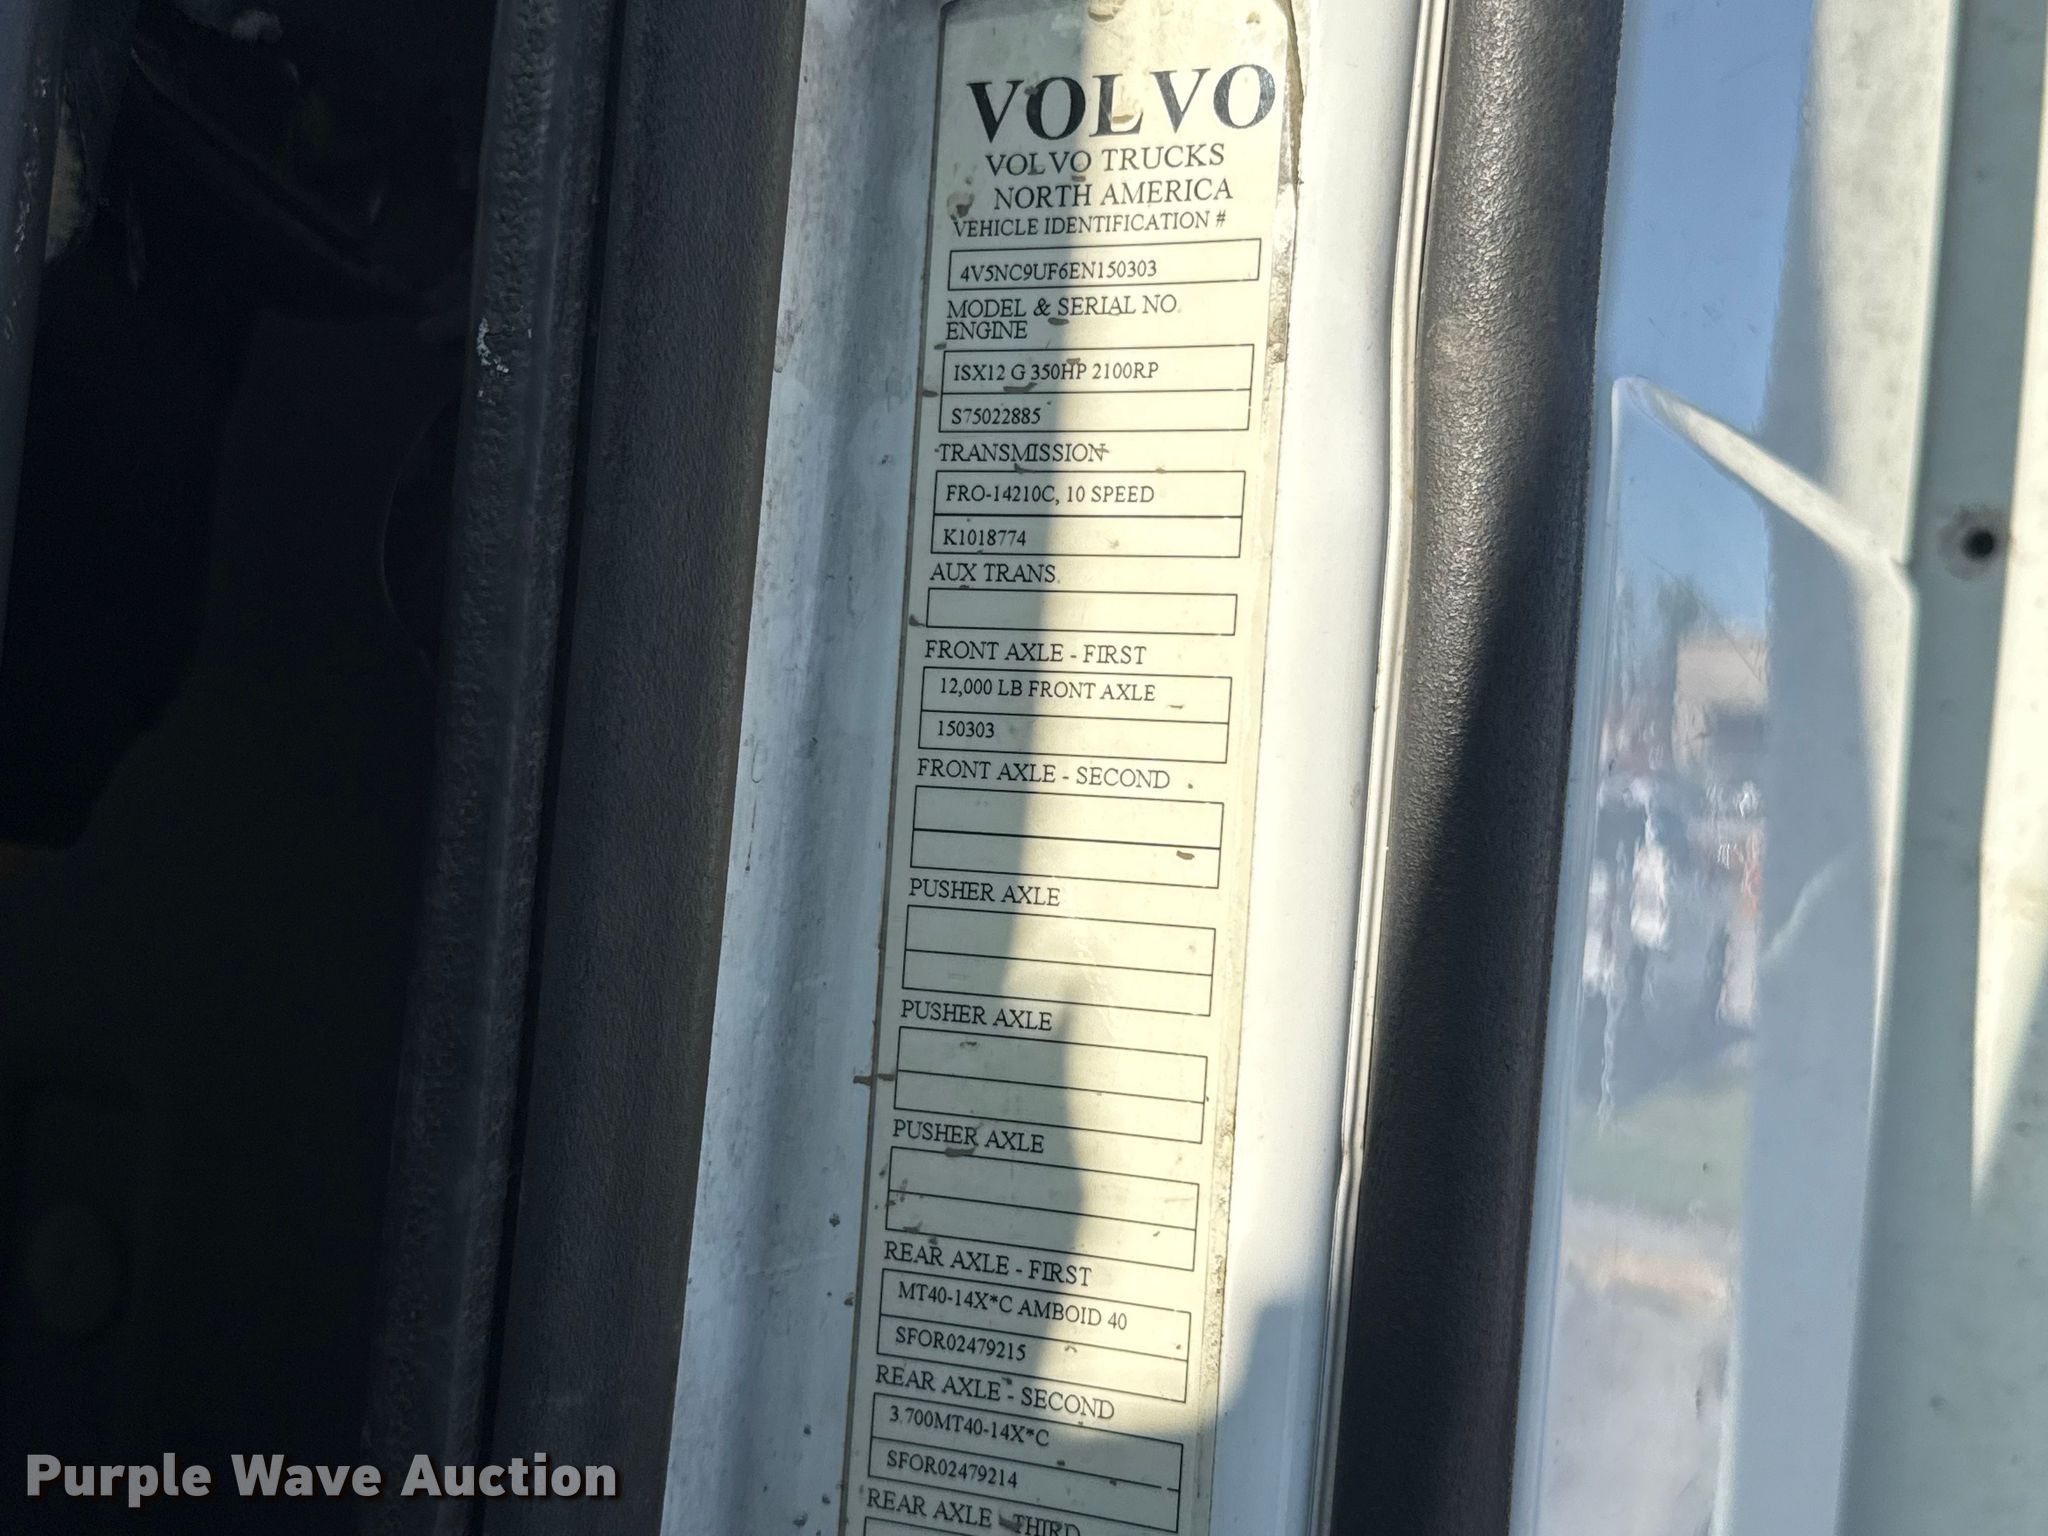 VOLVO
VOLVO TRUCKS
NORTH AMERICA
VEHICLE IDENTIFICATION #
4V5NC9UF6EN150303
MODEL & SERIAL NO.
ENGINE
ISX12 G 350HP 2100RP
S75022885
TRANSMISSION
FRO-14210C, 10 SPEED
K1018774
AUX TRANS.
FRONT AXLE - FIRST
12,000 LB FRONT AXLE
150303
FRONT AXLE - SECOND
PUSHER AXLE
PUSHER AXLE
PUSHER AXLE
REAR AXLE - FIRST
MT40-14X*C AMBOID 40
SFOR02479215
REAR AXLE - SECOND
3.700MT40-14X*C
SFOR02479214
REAR AXLE - THIRD
Purple Wave Auction